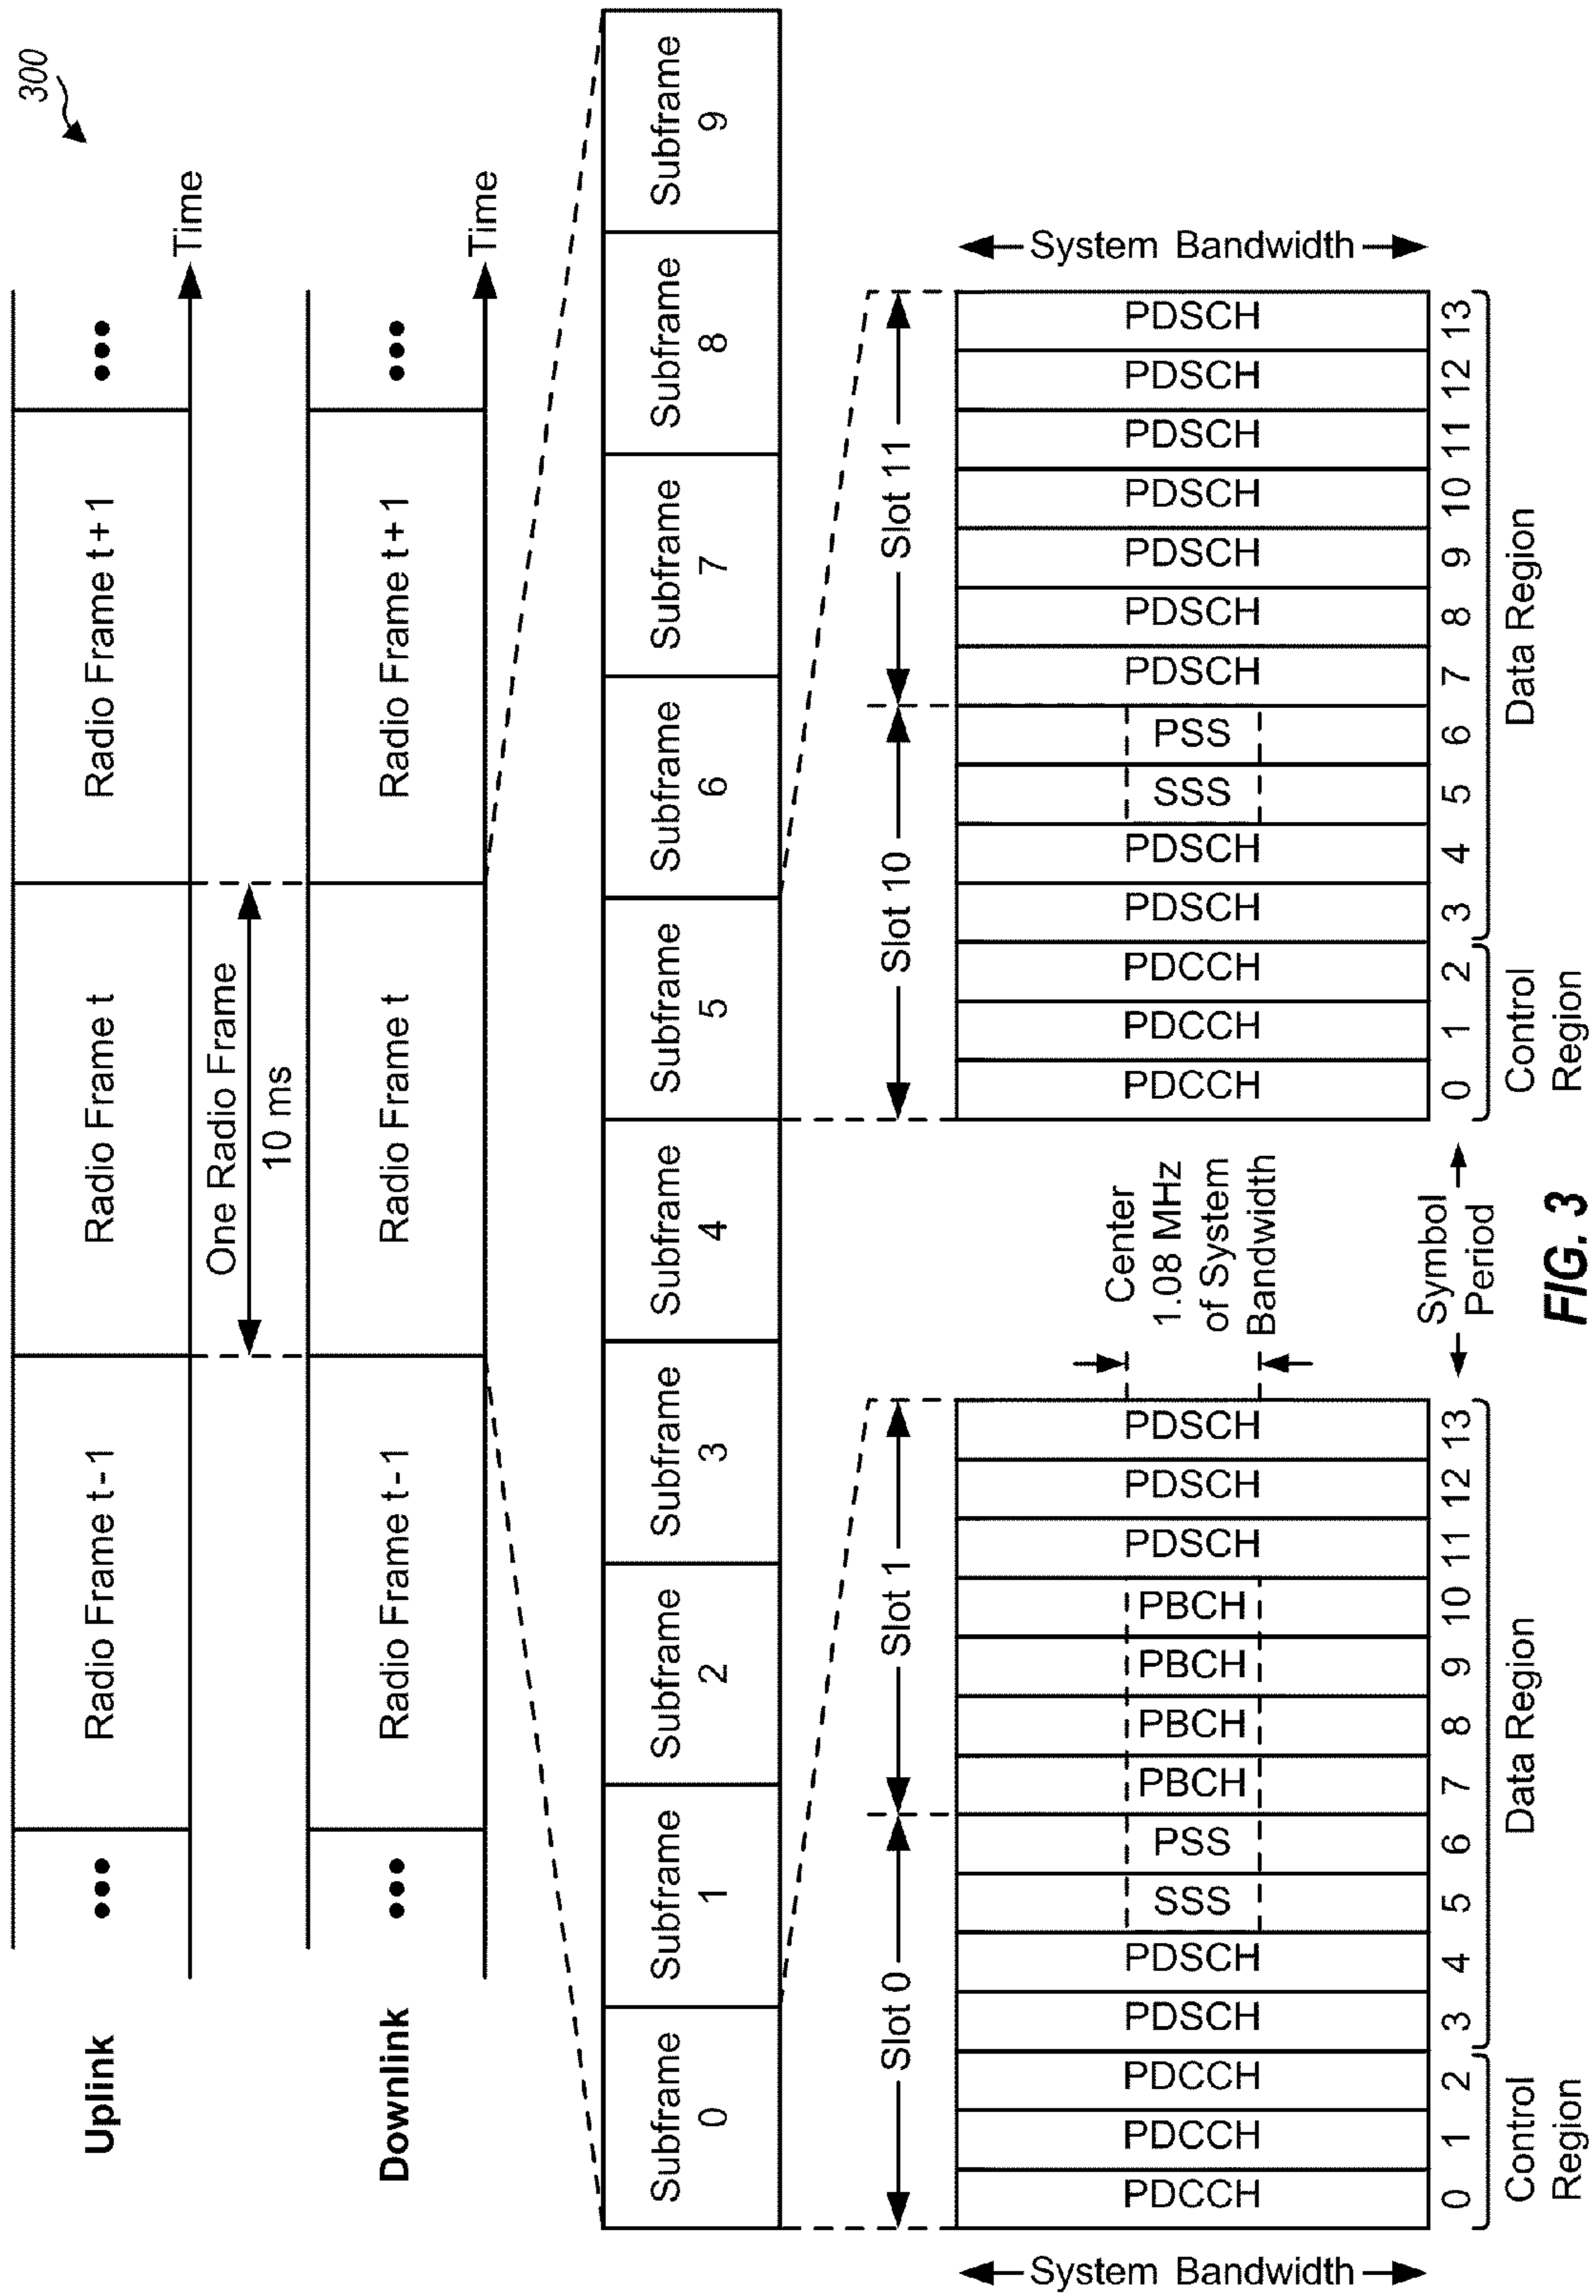 300
Uplink
•••
Radio Frame t-1
Radio Frame t
Radio Frame t+1
•••
Time
One Radio Frame
10 ms
Downlink
•••
Radio Frame t-1
Radio Frame t
Radio Frame t+1
•••
Time
Subframe
0
Subframe
1
Subframe
2
Subframe
3
Subframe
4
Subframe
5
Subframe
6
Subframe
7
Subframe
8
Subframe
9
Slot 0
Slot 1
Slot 10
Slot 11
System Bandwidth
PDCCH
PDCCH
PDCCH
PDSCH
PDSCH
SSS
PSS
PBCH
PBCH
PBCH
PBCH
PDSCH
PDSCH
PDSCH
0 1 2 3 4 5 6 7 8 9 10 11 12 13
Control
Region
Data Region
Center
1.08 MHz
of System
Bandwidth
Symbol
Period
PDCCH
PDCCH
PDCCH
PDSCH
PDSCH
SSS
PSS
PDSCH
PDSCH
PDSCH
PDSCH
PDSCH
PDSCH
PDSCH
System Bandwidth
0 1 2 3 4 5 6 7 8 9 10 11 12 13
Control
Region
Data Region
FIG. 3